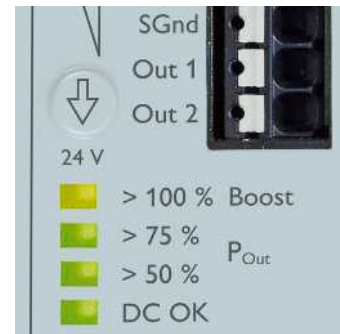 SGnd
Out 1
Out 2
24 V
> 100 % Boost
> 75 %
POut
> 50 %
DC OK